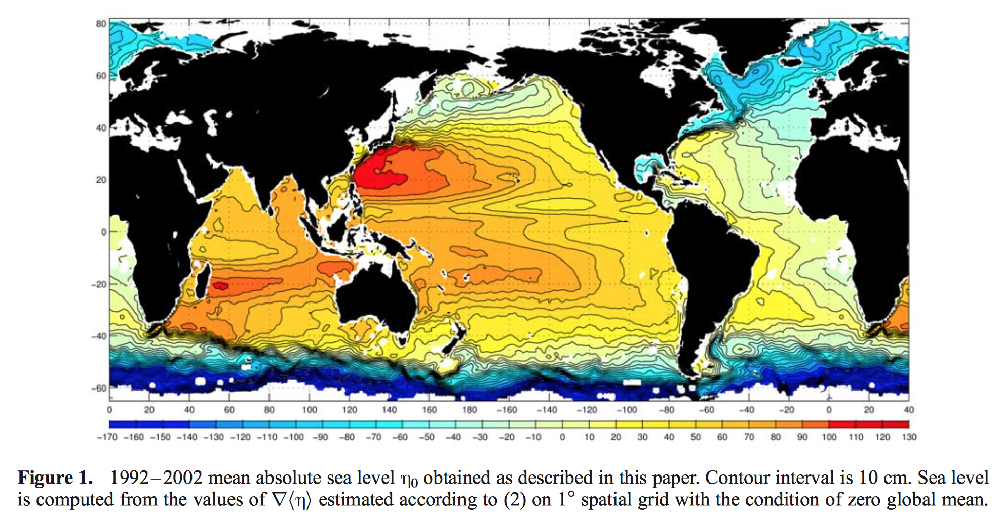 80
60
40
20
0
−20
−40
−60
0 20 40 60 80 100 120 140 160 180 −160 −140 −120 −100 −80 −60 −40 −20 0 20 40
−170 −160 −150 −140 −130 −120 −110 −100 −90 −80 −70 −60 −50 −40 −30 −20 −10 0 10 20 30 40 50 60 70 80 90 100 110 120 130
Figure 1. 1992–2002 mean absolute sea level η₀ obtained as described in this paper. Contour interval is 10 cm. Sea level
is computed from the values of ∇⟨η⟩ estimated according to (2) on 1° spatial grid with the condition of zero global mean.